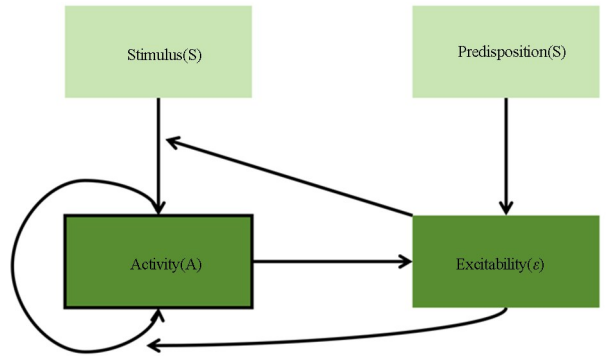 Stimulus(S)
Predisposition(S)
Activity(A)
Excitability(ε)